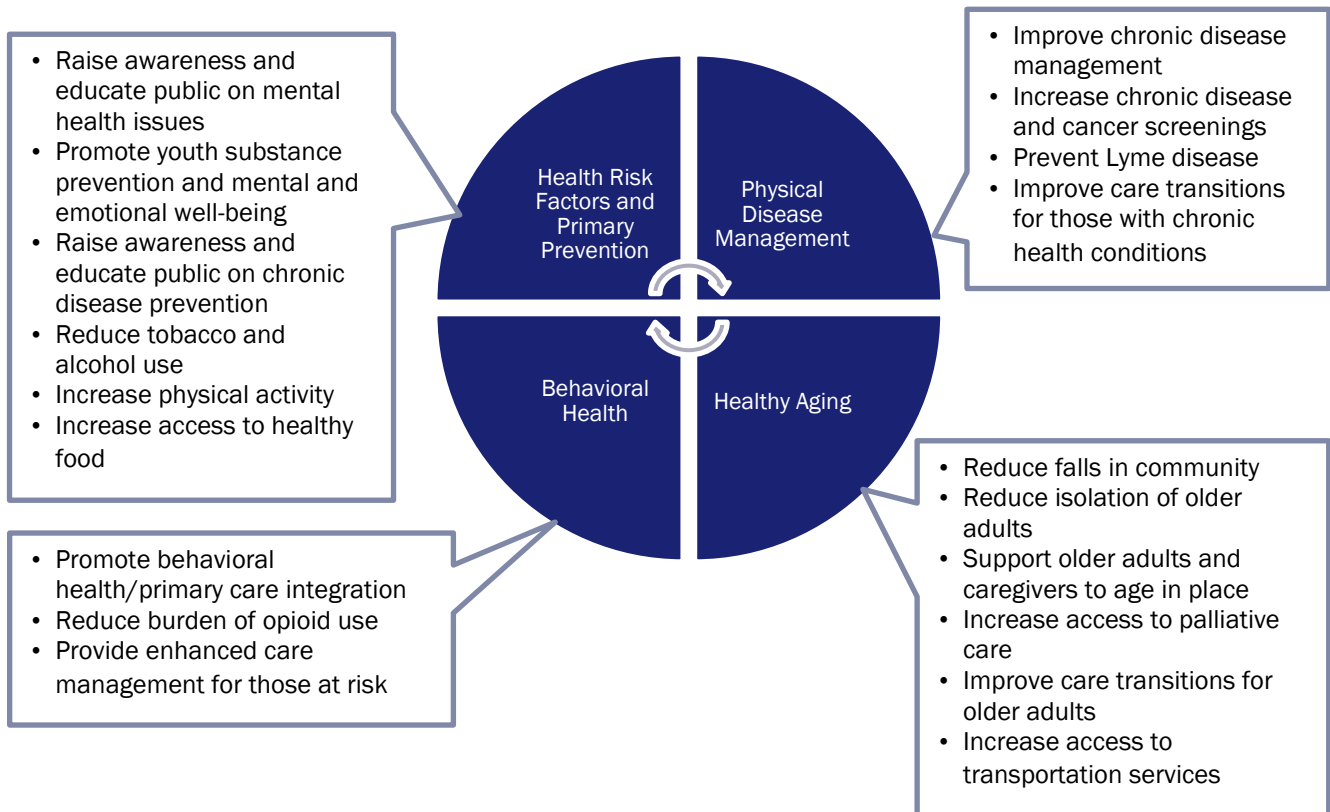 • Raise awareness and
educate public on mental
health issues
• Promote youth substance
prevention and mental and
emotional well-being
• Raise awareness and
educate public on chronic
disease prevention
• Reduce tobacco and
alcohol use
• Increase physical activity
• Increase access to healthy
food
Health Risk
Factors and
Primary
Prevention
Physical
Disease
Management
• Improve chronic disease
management
• Increase chronic disease
and cancer screenings
• Prevent Lyme disease
• Improve care transitions
for those with chronic
health conditions
• Promote behavioral
health/primary care integration
• Reduce burden of opioid use
• Provide enhanced care
management for those at risk
Behavioral
Health
Healthy Aging
• Reduce falls in community
• Reduce isolation of older
adults
• Support older adults and
caregivers to age in place
• Increase access to palliative
care
• Improve care transitions for
older adults
• Increase access to
transportation services